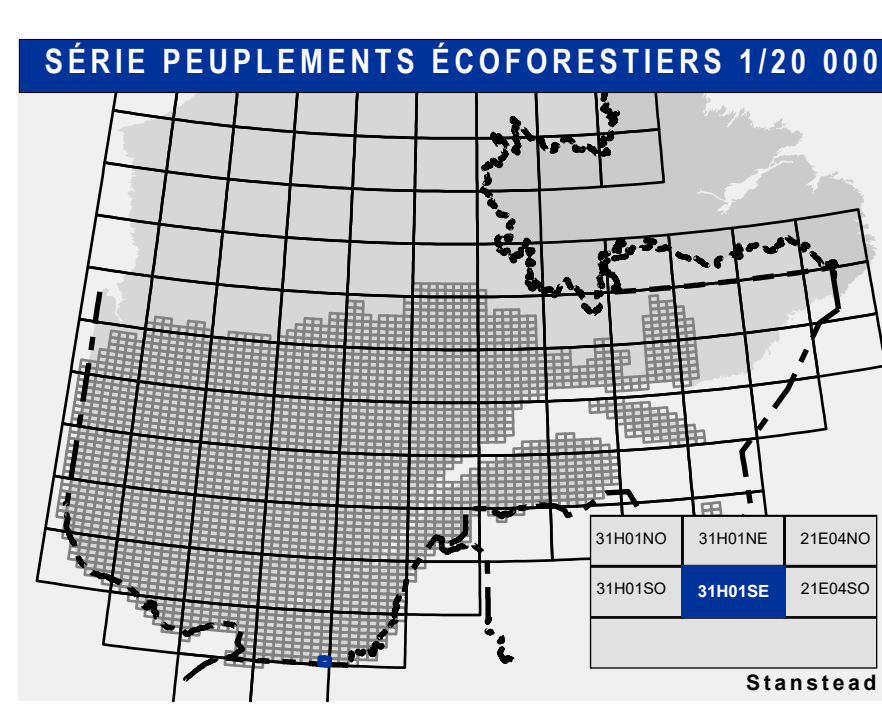 SÉRIE PEUPLEMENTS ÉCOFORESTIERS 1/20 000
31H01NO 31H01NE 21E04NO
31H01SO 31H01SE 21E04SO
Stanstead